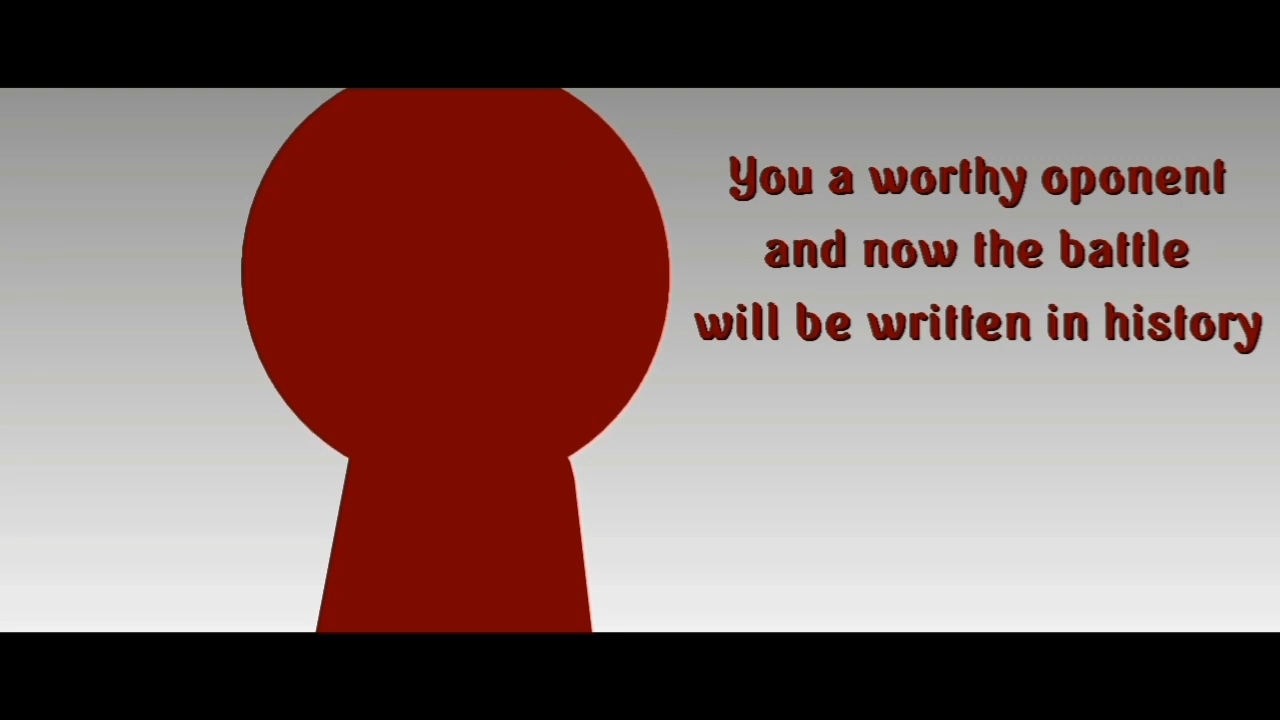 You a worthy oponent
and now the battle
will be written in history